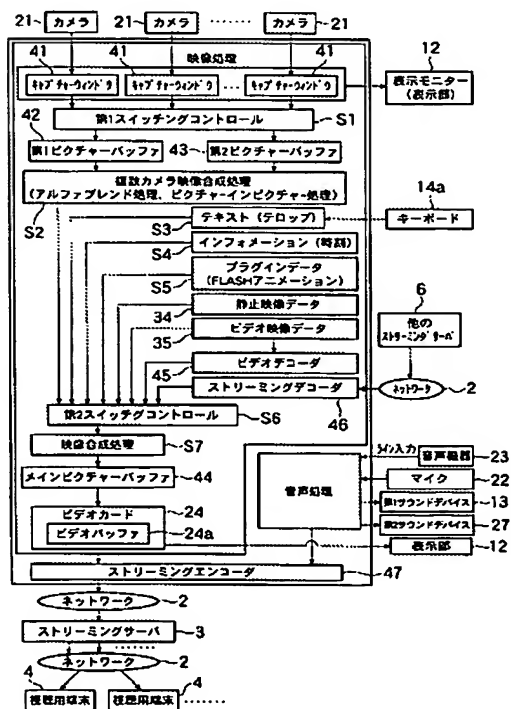 21 カメラ 21 カメラ カメラ 21
映像処理
41 41 41
キャプチャーウィンドウ キャプチャーウィンドウ … キャプチャーウィンドウ
12
表示モニター
(表示部)
第1スイッチングコントロール S1
42 43
第1ピクチャーバッファ 第2ピクチャーバッファ
複数カメラ映像合成処理
(アルファブレンド処理、ピクチャーインピクチャー処理)
S2
14a
テキスト (テロップ) キーボード
S3
インフォメーション (時刻)
S4
プラグインデータ
(FLASHアニメーション)
S5
6
静止映像データ
34
他の
ストリーミングサーバ
ビデオ映像データ
35
ビデオデコーダ
45
ストリーミングデコーダ
46
ネットワーク 2
第2スイッチグコントロール S6
映像合成処理 S7
メインピクチャーバッファ 44
ビデオカード 24
ビデオバッファ 24a
音声処理
ライン入力 音声機器 23
マイク 22
第1サウンドデバイス 13
第2サウンドデバイス 27
表示部 12
ストリーミングエンコーダ 47
ネットワーク 2
ストリーミングサーバ 3
ネットワーク 2
4 4
視聴用端末 視聴用端末 ……